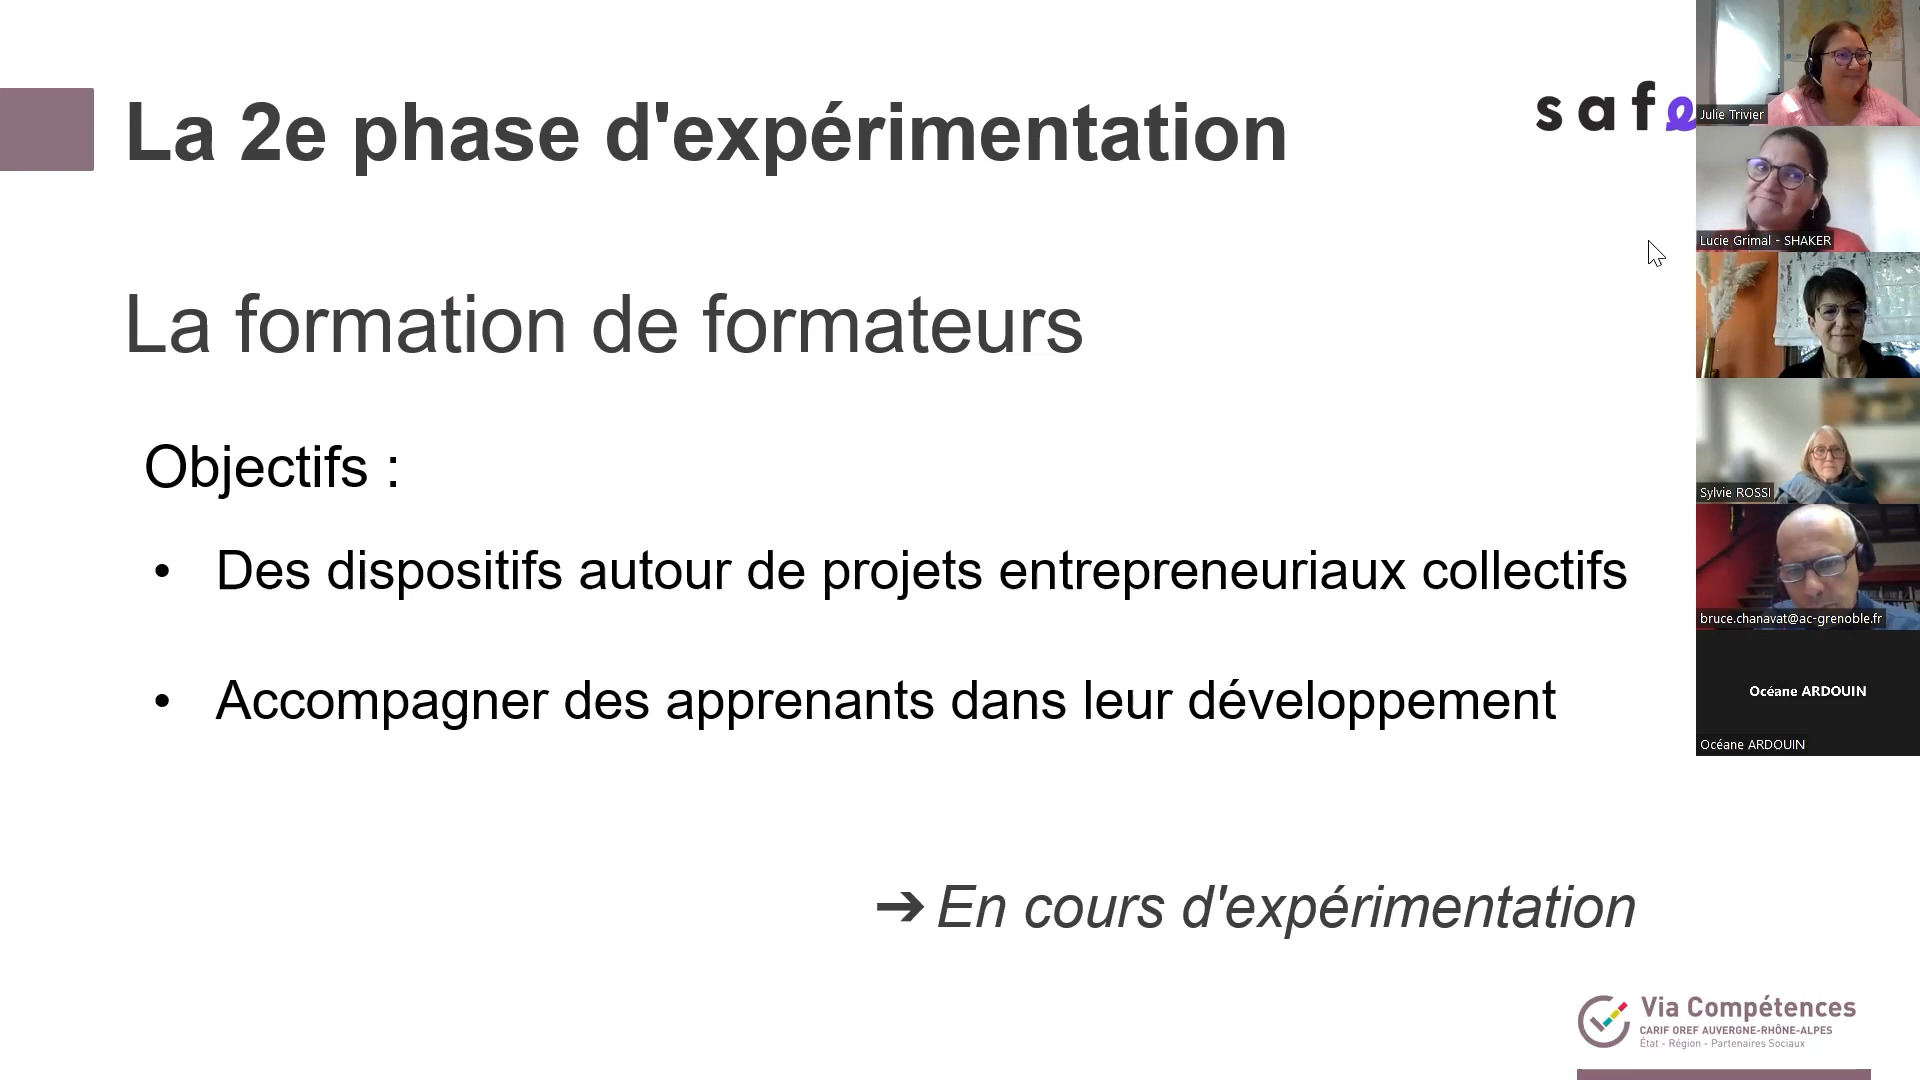 La 2e phase d'expérimentation
safe
La formation de formateurs
Objectifs :
• Des dispositifs autour de projets entrepreneuriaux collectifs
• Accompagner des apprenants dans leur développement
➔ En cours d'expérimentation
Via Compétences
CARIF OREF AUVERGNE-RHÔNE-ALPES
État - Région - Partenaires Sociaux
Julie Trivier
Lucie Grimal - SHAKER
Sylvie ROSSI
bruce.chanavat@ac-grenoble.fr
Océane ARDOUIN
Océane ARDOUIN